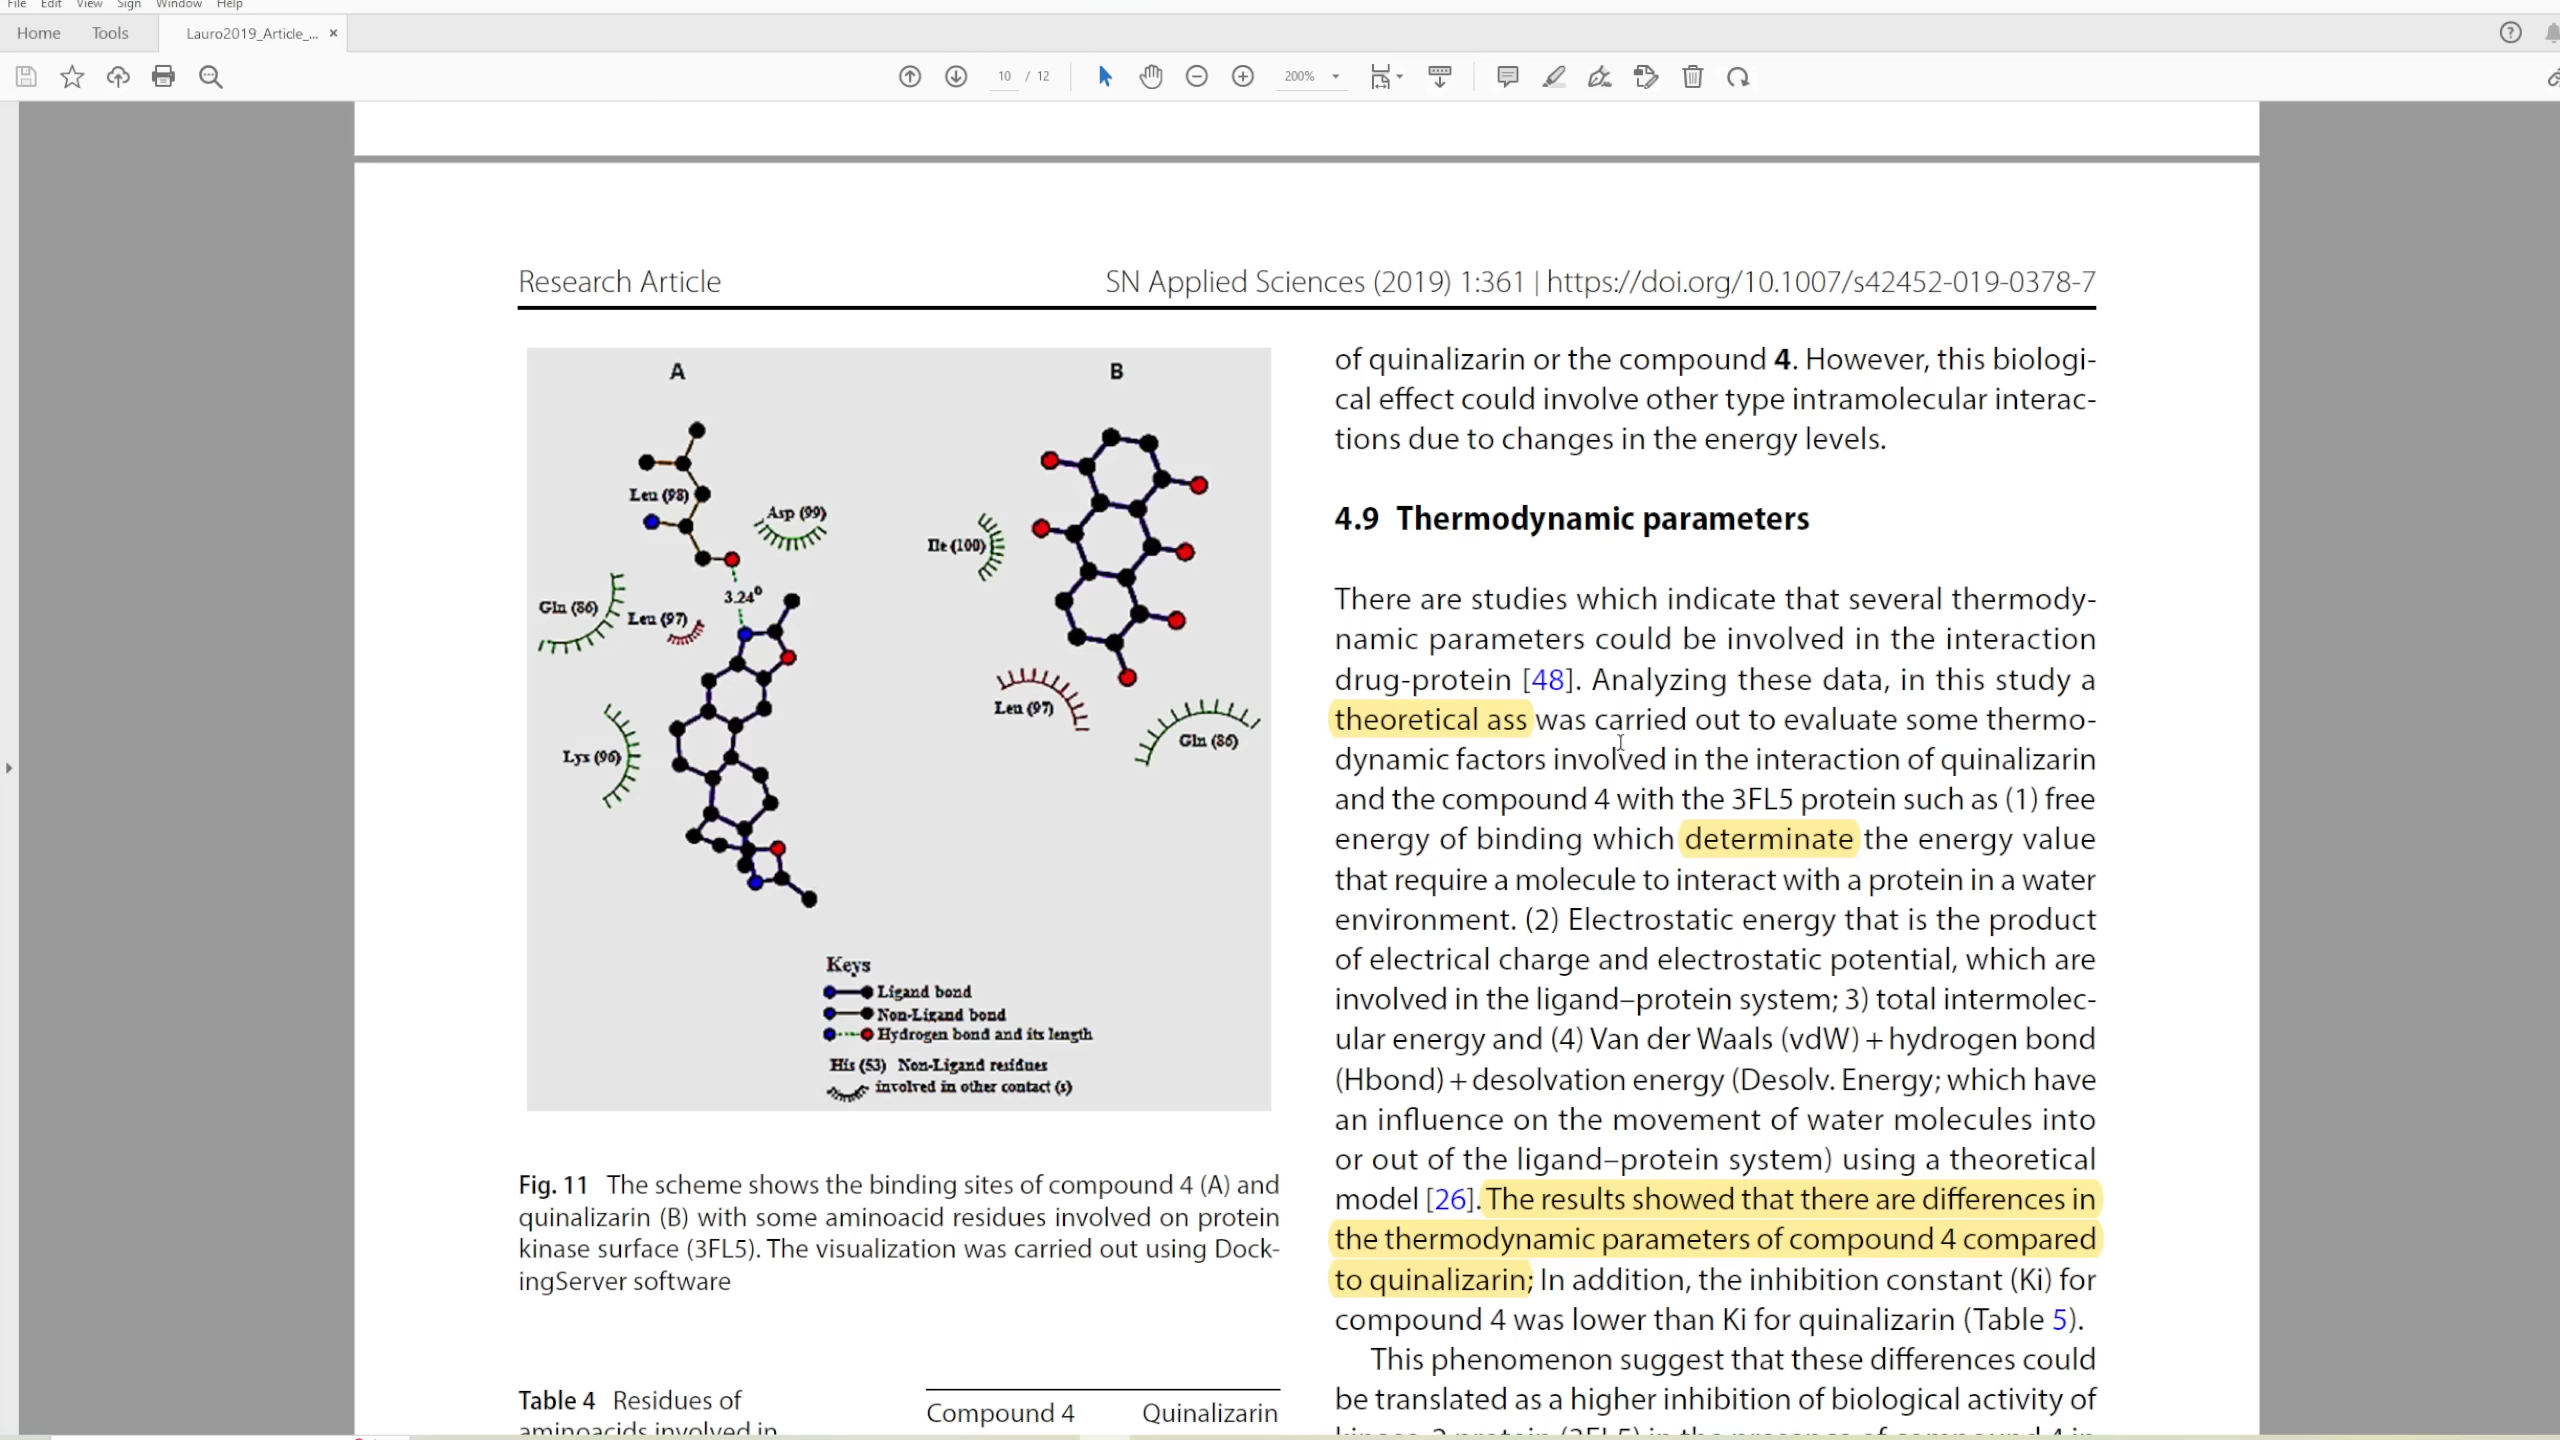 File Edit View Sign Window Help
Home Tools Lauro2019_Article_... ×
10 / 12 200%
Research Article SN Applied Sciences (2019) 1:361 | https://doi.org/10.1007/s42452-019-0378-7
A B
Leu (98)
Asp (99)
Ile (100)
3.24⁰
Gln (86)
Leu (97)
Lys (96)
Leu (97)
Gln (86)
Keys
Ligand bond
Non-Ligand bond
Hydrogen bond and its length
His (53) Non-Ligand residues
involved in other contact (s)
Fig. 11 The scheme shows the binding sites of compound 4 (A) and
quinalizarin (B) with some aminoacid residues involved on protein
kinase surface (3FL5). The visualization was carried out using Dock-
ingServer software
Table 4 Residues of
aminoacids involved in
Compound 4 Quinalizarin
of quinalizarin or the compound 4. However, this biologi-
cal effect could involve other type intramolecular interac-
tions due to changes in the energy levels.
4.9 Thermodynamic parameters
There are studies which indicate that several thermody-
namic parameters could be involved in the interaction
drug-protein [48]. Analyzing these data, in this study a
theoretical ass was carried out to evaluate some thermo-
dynamic factors involved in the interaction of quinalizarin
and the compound 4 with the 3FL5 protein such as (1) free
energy of binding which determinate the energy value
that require a molecule to interact with a protein in a water
environment. (2) Electrostatic energy that is the product
of electrical charge and electrostatic potential, which are
involved in the ligand–protein system; 3) total intermolec-
ular energy and (4) Van der Waals (vdW) + hydrogen bond
(Hbond) + desolvation energy (Desolv. Energy; which have
an influence on the movement of water molecules into
or out of the ligand–protein system) using a theoretical
model [26]. The results showed that there are differences in
the thermodynamic parameters of compound 4 compared
to quinalizarin; In addition, the inhibition constant (Ki) for
compound 4 was lower than Ki for quinalizarin (Table 5).
This phenomenon suggest that these differences could
be translated as a higher inhibition of biological activity of
kinase-2 protein (3FL5) in the presence of compound 4 in